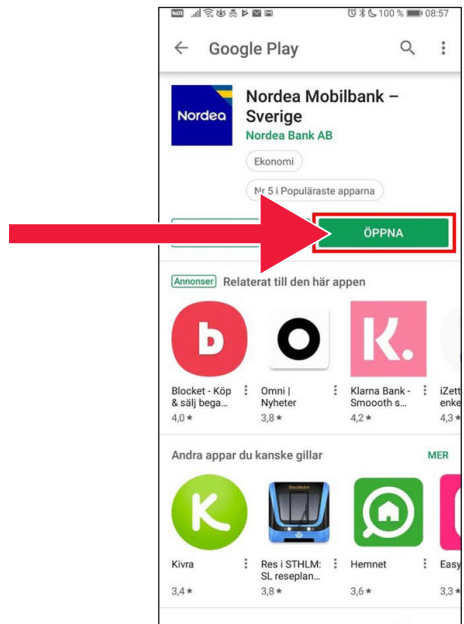 100 % 08:57
Google Play
Nordea
Nordea Mobilbank –
Sverige
Nordea Bank AB
Ekonomi
Nr 5 i Populäraste apparna
ÖPPNA
Annonser Relaterat till den här appen
b
K.
Blocket - Köp
& sälj bega...
4,0 ★
Omni |
Nyheter
3,8 ★
Klarna Bank -
Smoooth s...
4,2 ★
iZett
enke
4,3 ★
Andra appar du kanske gillar
MER
K
Kivra
3,4 ★
Res i STHLM:
SL reseplan...
3,8 ★
Hemnet
3,6 ★
Easy
3,3 ★